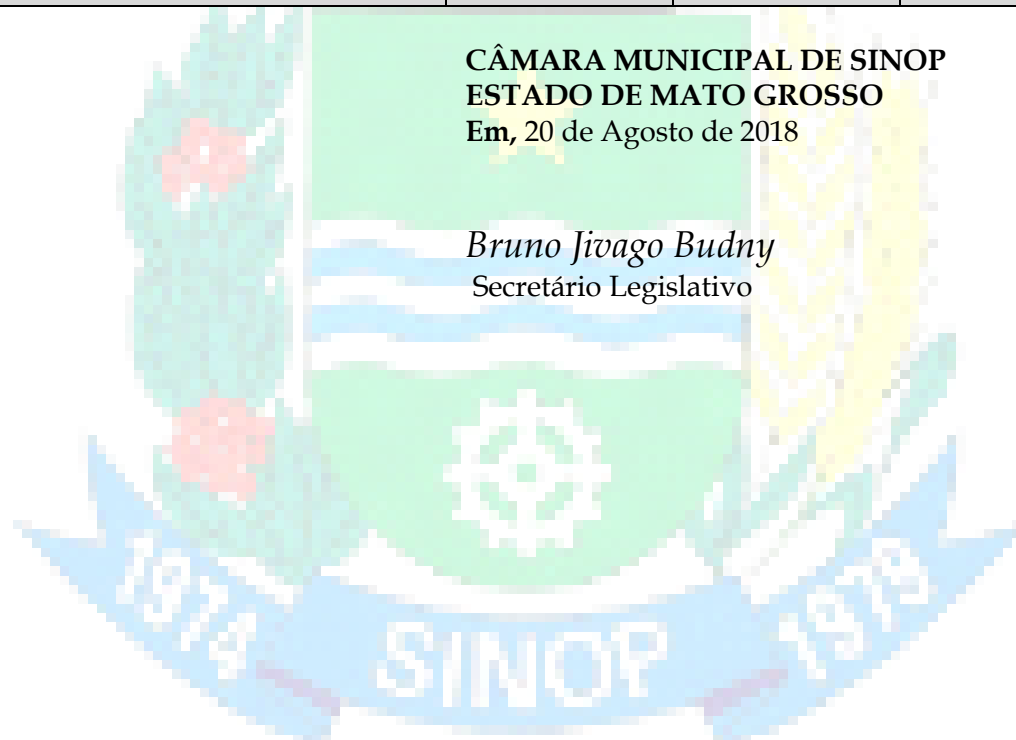 CÂMARA MUNICIPAL DE SINOP
ESTADO DE MATO GROSSO
Em, 20 de Agosto de 2018
Bruno Jivago Budny
Secretário Legislativo
1974
SINOP
1979